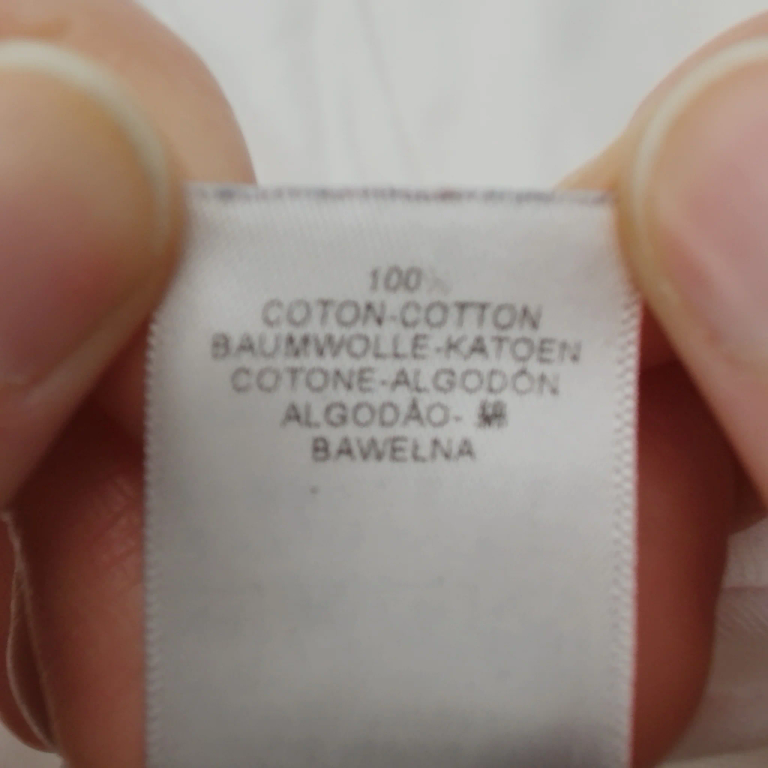 100%
COTON-COTTON
BAUMWOLLE-KATOEN
COTONE-ALGODÓN
ALGODÃO- 綿
BAWEŁNA